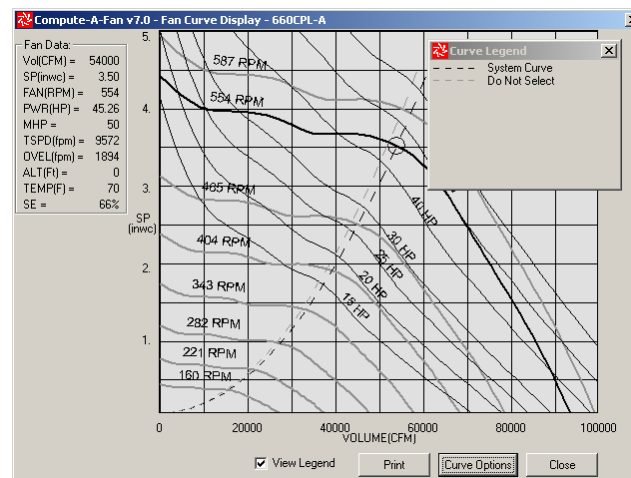 Compute-A-Fan v7.0 - Fan Curve Display - 660CPL-A
Fan Data:
Vol(CFM) = 54000
SP(inwc) = 3.50
FAN(RPM) = 554
PWR(HP) = 45.26
MHP = 50
TSPD(fpm) = 9572
OVEL(fpm) = 1894
ALT(Ft) = 0
TEMP(F) = 70
SE = 66%
5.
4.
3.
SP
(inwc)
2.
1.
587 RPM
554 RPM
465 RPM
404 RPM
343 RPM
282 RPM
221 RPM
160 RPM
40 HP
30 HP
25 HP
20 HP
15 HP
Curve Legend
System Curve
Do Not Select
0 20000 40000 60000 80000 100000
VOLUME(CFM)
View Legend
Print
Curve Options
Close